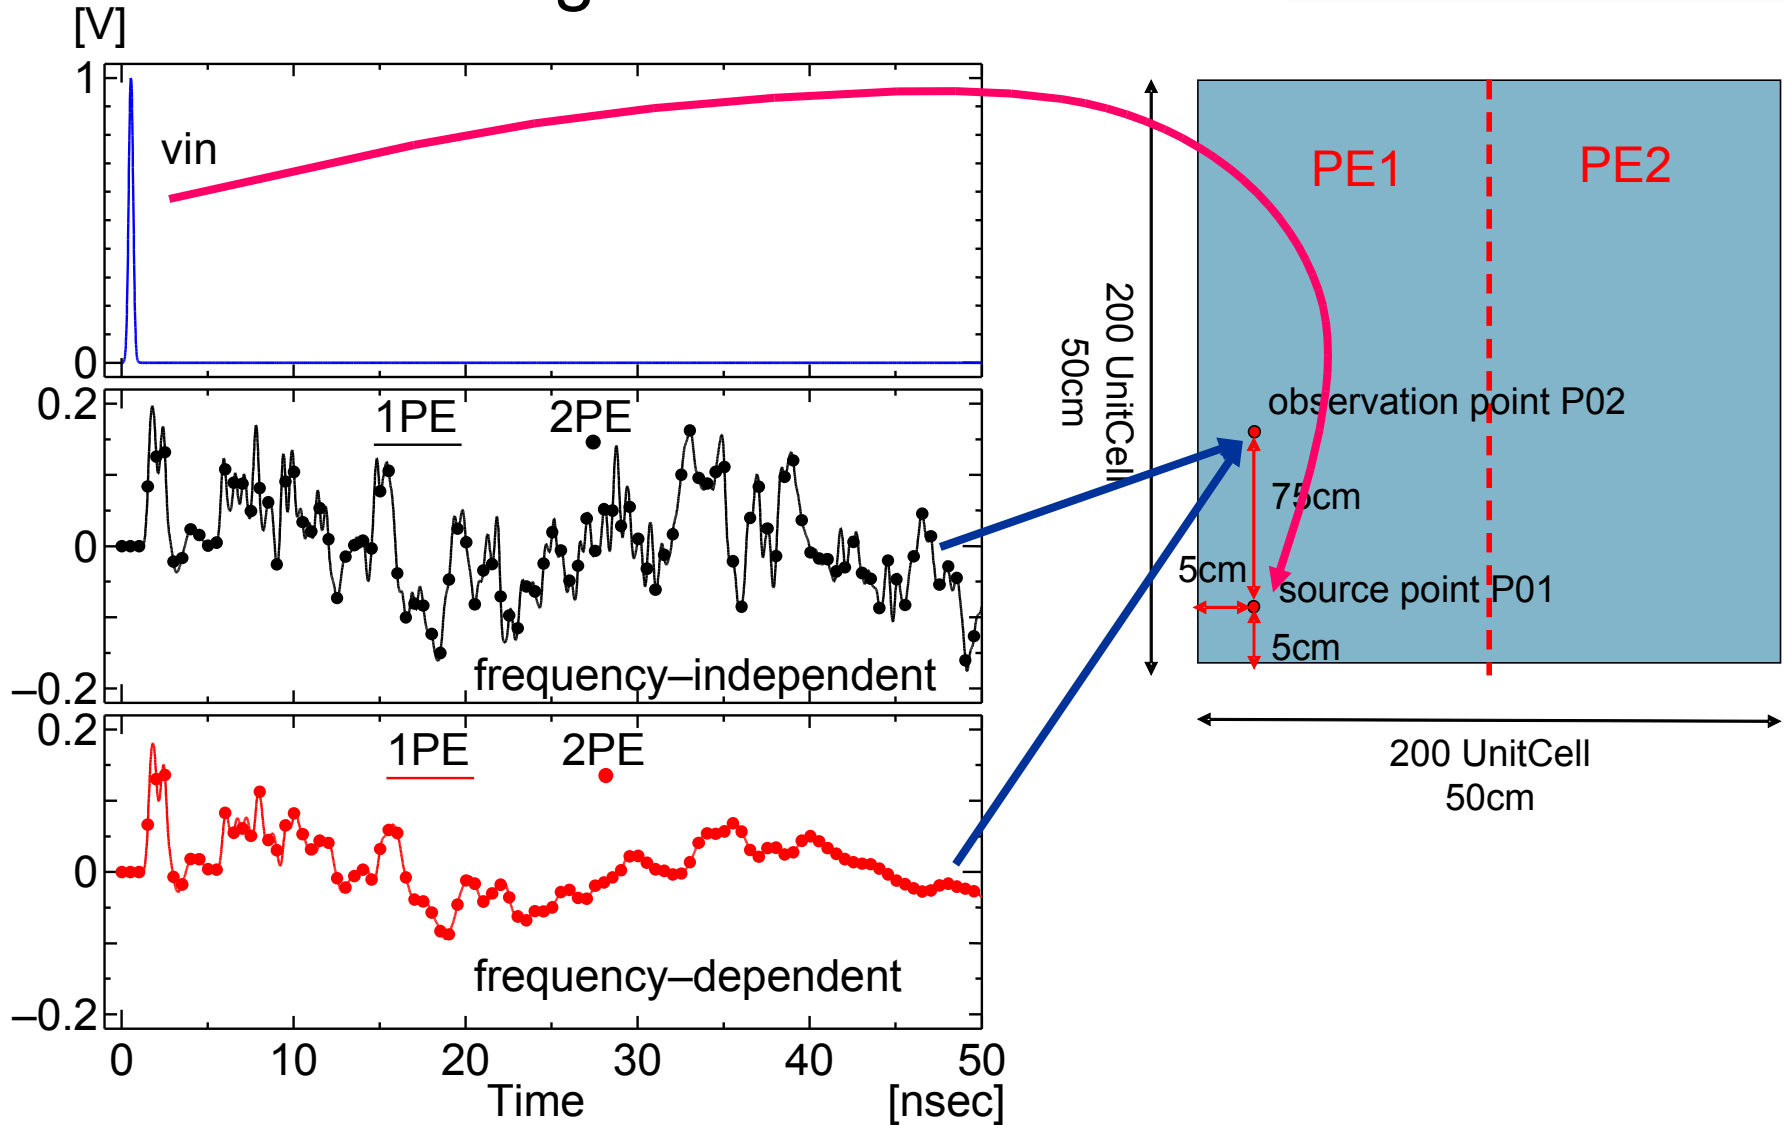 g
[V]
1
vin
0
0.2
1PE 2PE
0
frequency–independent
–0.2
0.2
1PE 2PE
0
frequency–dependent
–0.2
0 10 20 30 40 50
Time [nsec]
PE1 PE2
200 UnitCell
50cm
observation point P02
75cm
5cm
source point P01
5cm
200 UnitCell
50cm